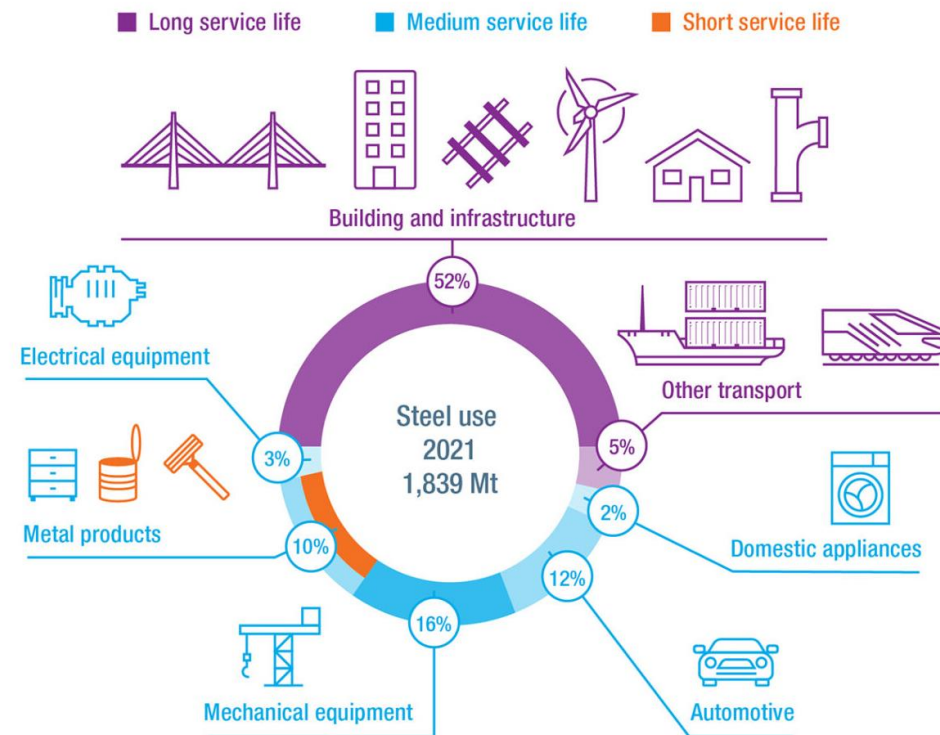 Long service life
Medium service life
Short service life
Building and infrastructure
52%
Electrical equipment
Other transport
Steel use
2021
1,839 Mt
3%
5%
Metal products
2%
Domestic appliances
10%
12%
16%
Mechanical equipment
Automotive